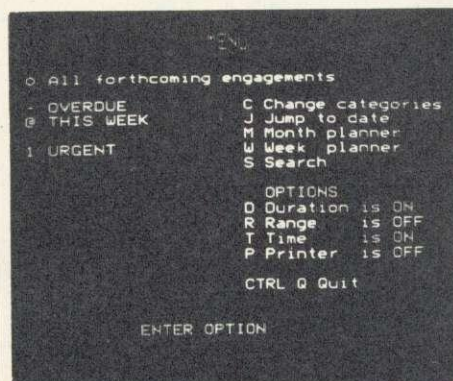 MENU
o All forthcoming engagements
- OVERDUE
@ THIS WEEK
1 URGENT
C Change categories
J Jump to date
M Month planner
W Week planner
S Search
OPTIONS
D Duration is ON
R Range is OFF
T Time is ON
P Printer is OFF
CTRL Q Quit
ENTER OPTION